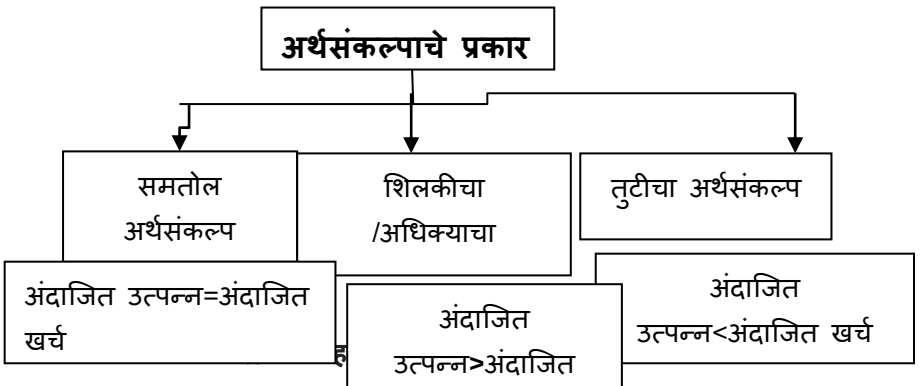 अर्थसंकल्पाचे प्रकार
समतोल
अर्थसंकल्प
शिलकीचा
/अधिक्याचा
तुटीचा अर्थसंकल्प
अंदाजित उत्पन्न=अंदाजित
खर्च
अंदाजित
उत्पन्न>अंदाजित
अंदाजित
उत्पन्न<अंदाजित खर्च